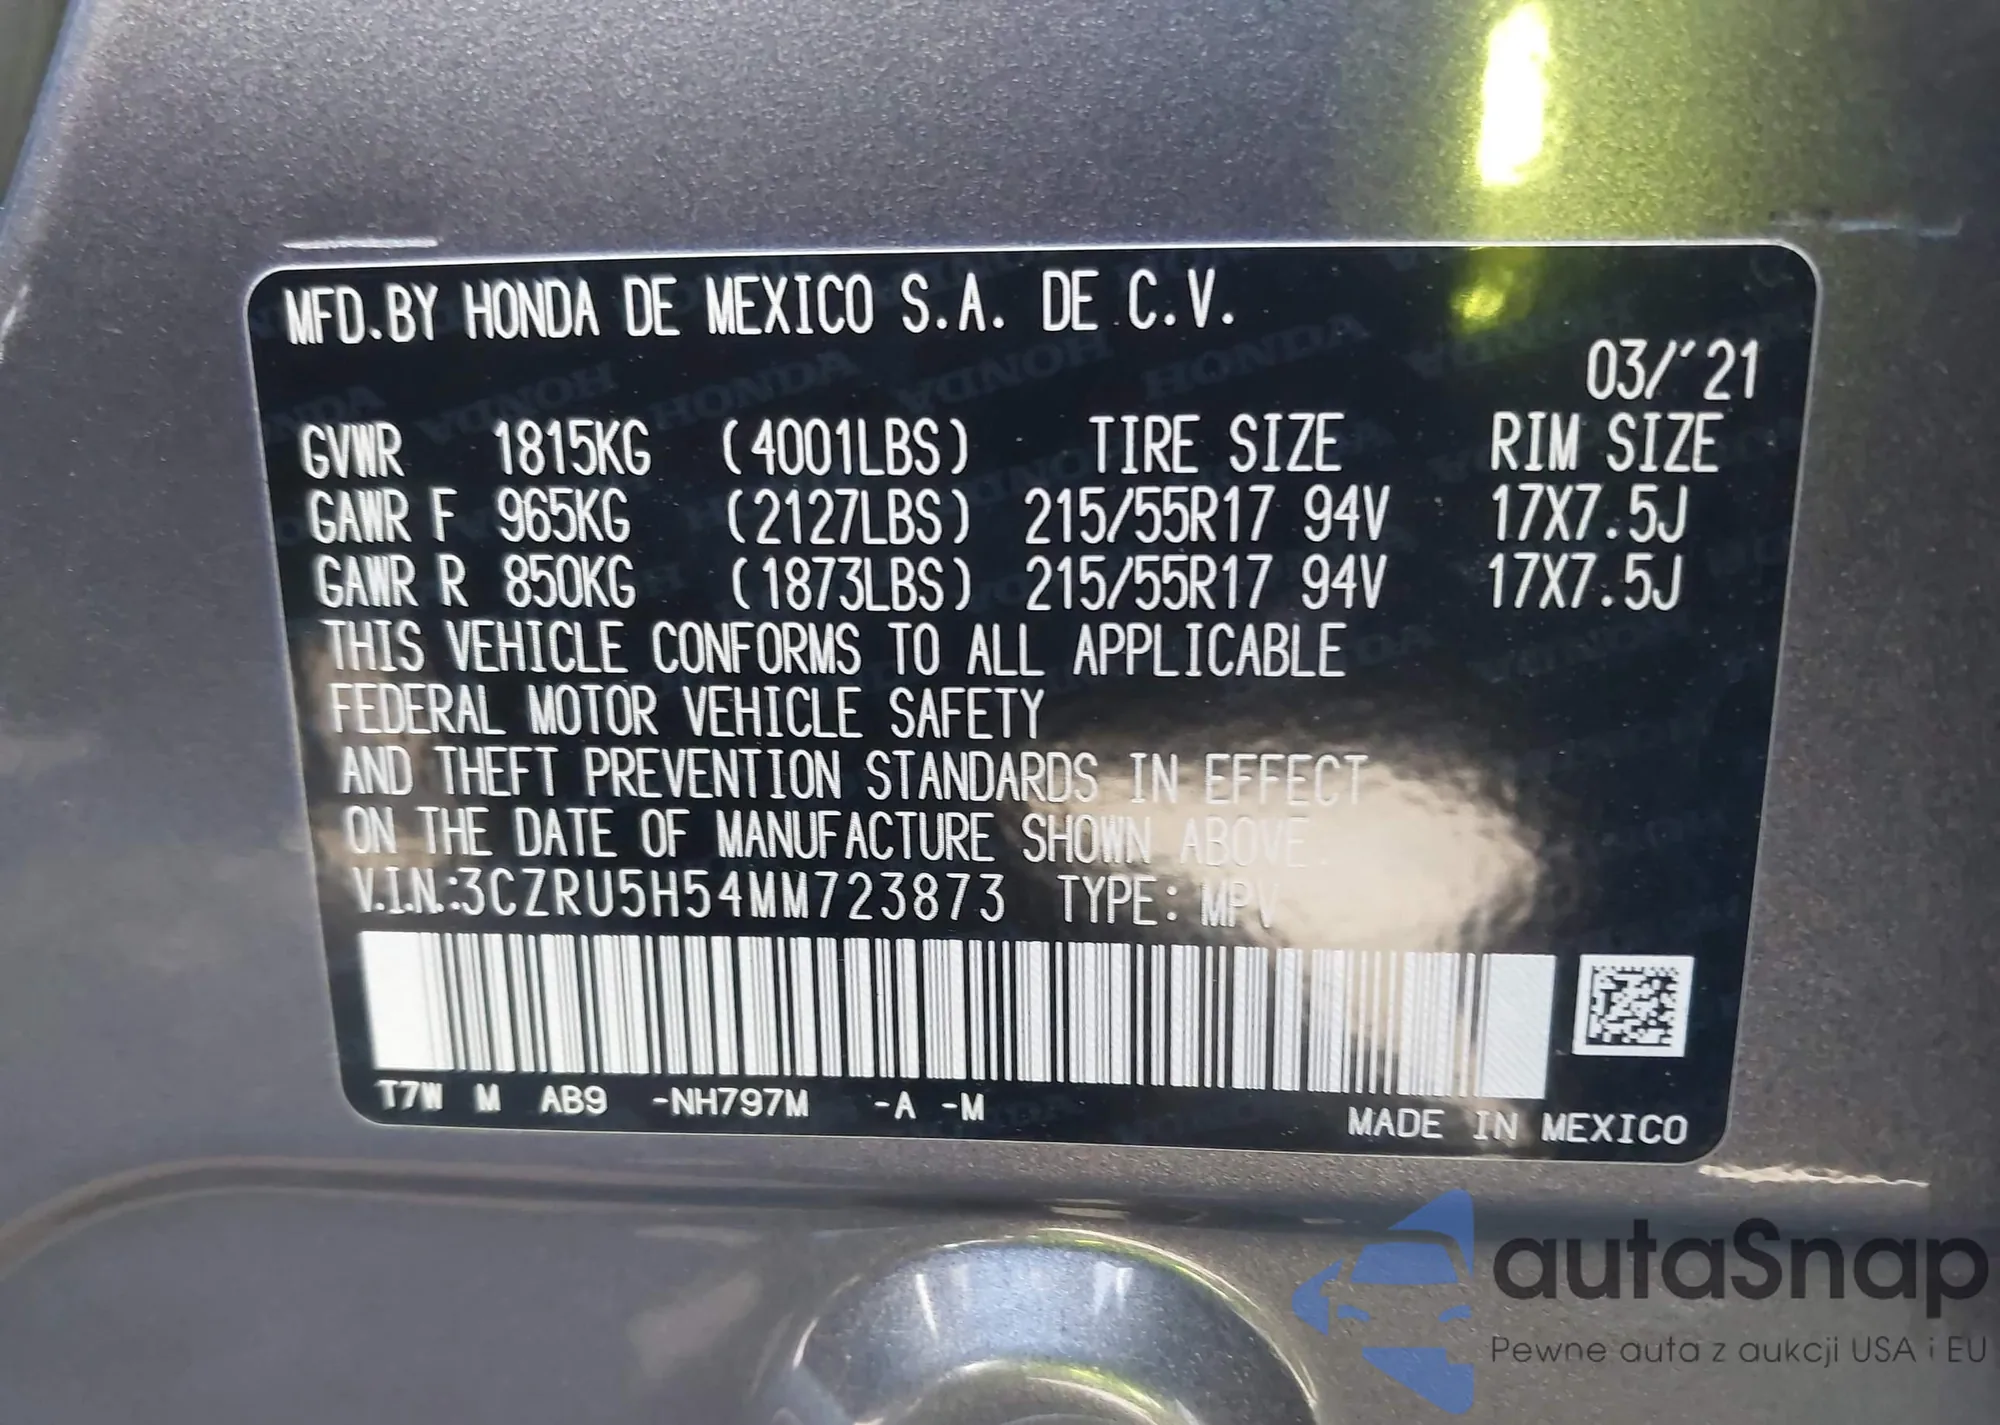 MFD.BY HONDA DE MEXICO S.A. DE C.V.
03/'21
GVWR 1815KG (4001LBS) TIRE SIZE RIM SIZE
GAWR F 965KG (2127LBS) 215/55R17 94V 17X7.5J
GAWR R 850KG (1873LBS) 215/55R17 94V 17X7.5J
THIS VEHICLE CONFORMS TO ALL APPLICABLE
FEDERAL MOTOR VEHICLE SAFETY
AND THEFT PREVENTION STANDARDS IN EFFECT
ON THE DATE OF MANUFACTURE SHOWN ABOVE.
V.I.N.:3CZRU5H54MM723873 TYPE: MPV
T7W M AB9 -NH797M -A -M
MADE IN MEXICO
autaSnap
Pewne auta z aukcji USA i EU